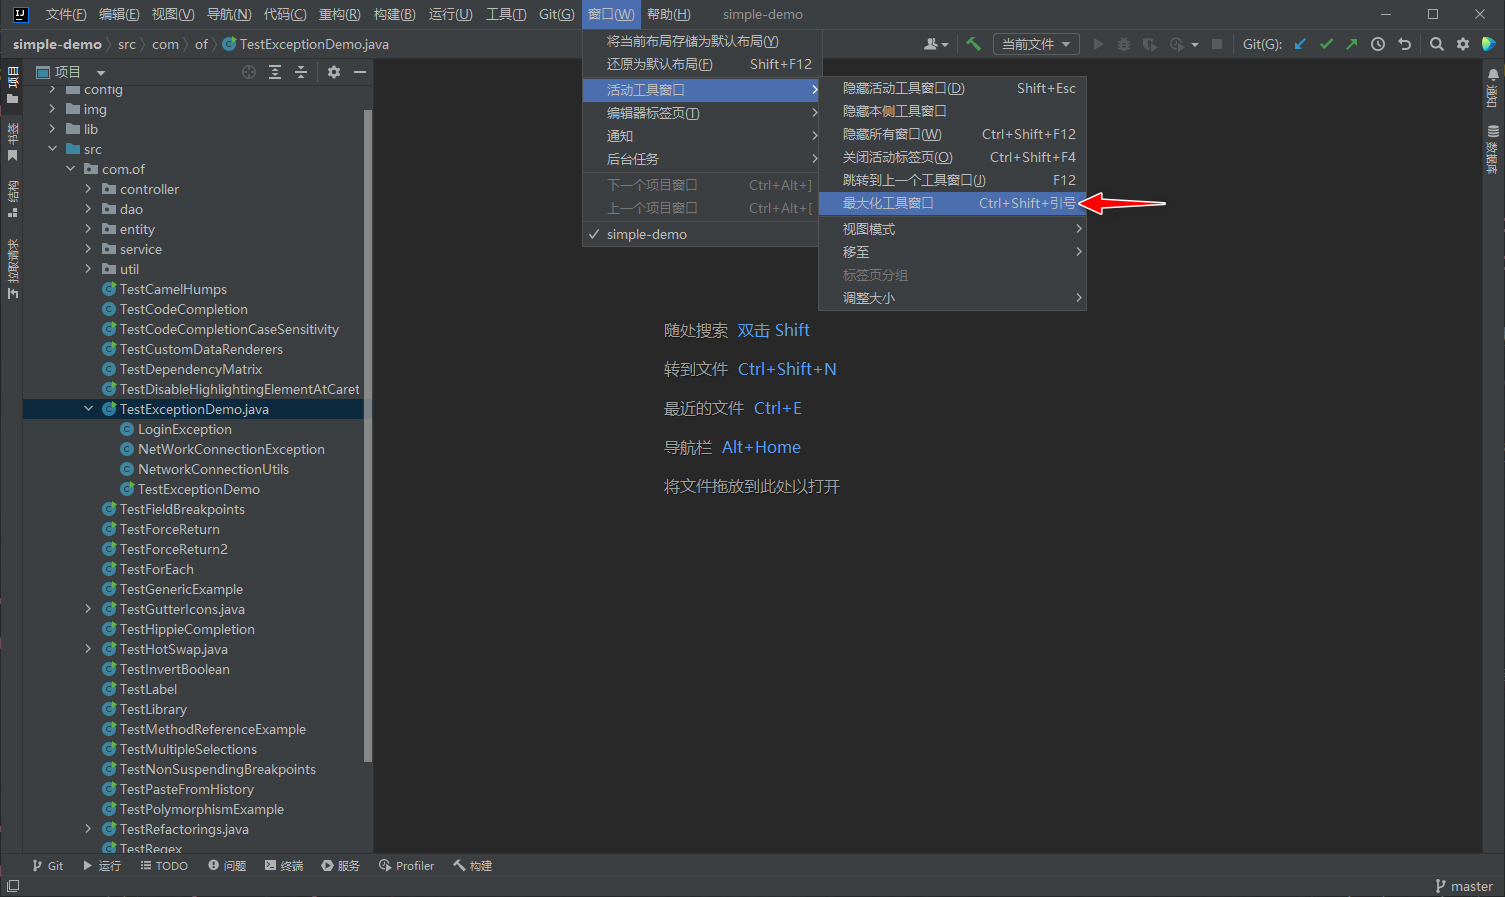 文件(F) 编辑(E) 视图(V) 导航(N) 代码(C) 重构(R) 构建(B) 运行(U) 工具(T) Git(G) 窗口(W) 帮助(H) simple-demo
simple-demo src com of TestExceptionDemo.java
当前文件 Git(G):
将当前布局存储为默认布局(Y)
还原为默认布局(F) Shift+F12
活动工具窗口
编辑器标签页(T)
通知
后台任务
下一个项目窗口 Ctrl+Alt+]
上一个项目窗口 Ctrl+Alt+[
simple-demo
隐藏活动工具窗口(D) Shift+Esc
隐藏本侧工具窗口
隐藏所有窗口(W) Ctrl+Shift+F12
关闭活动标签页(O) Ctrl+Shift+F4
跳转到上一个工具窗口(J) F12
最大化工具窗口 Ctrl+Shift+引号
视图模式
移至
标签页分组
调整大小
项目
书签
结构
拉取请求
项目
config
img
lib
src
com.of
controller
dao
entity
service
util
TestCamelHumps
TestCodeCompletion
TestCodeCompletionCaseSensitivity
TestCustomDataRenderers
TestDependencyMatrix
TestDisableHighlightingElementAtCaret
TestExceptionDemo.java
LoginException
NetWorkConnectionException
NetworkConnectionUtils
TestExceptionDemo
TestFieldBreakpoints
TestForceReturn
TestForceReturn2
TestForEach
TestGenericExample
TestGutterIcons.java
TestHippieCompletion
TestHotSwap.java
TestInvertBoolean
TestLabel
TestLibrary
TestMethodReferenceExample
TestMultipleSelections
TestNonSuspendingBreakpoints
TestPasteFromHistory
TestPolymorphismExample
TestRefactorings.java
TestRegex
随处搜索 双击 Shift
转到文件 Ctrl+Shift+N
最近的文件 Ctrl+E
导航栏 Alt+Home
将文件拖放到此处以打开
通知
数据库
Git 运行 TODO 问题 终端 服务 Profiler 构建
master